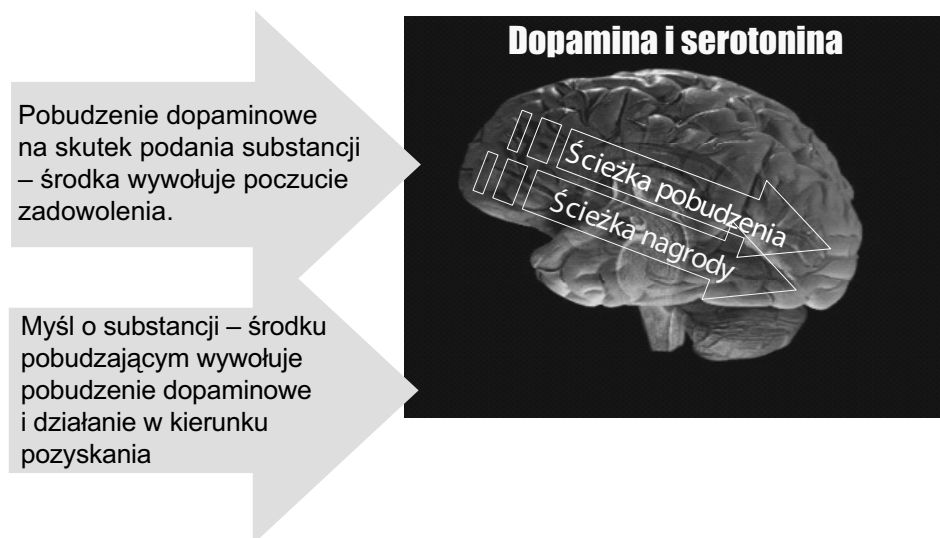 Dopamina i serotonina
Pobudzenie dopaminowe
na skutek podania substancji
– środka wywołuje poczucie
zadowolenia.
Ścieżka pobudzenia
Ścieżka nagrody
Myśl o substancji – środku
pobudzającym wywołuje
pobudzenie dopaminowe
i działanie w kierunku
pozyskania